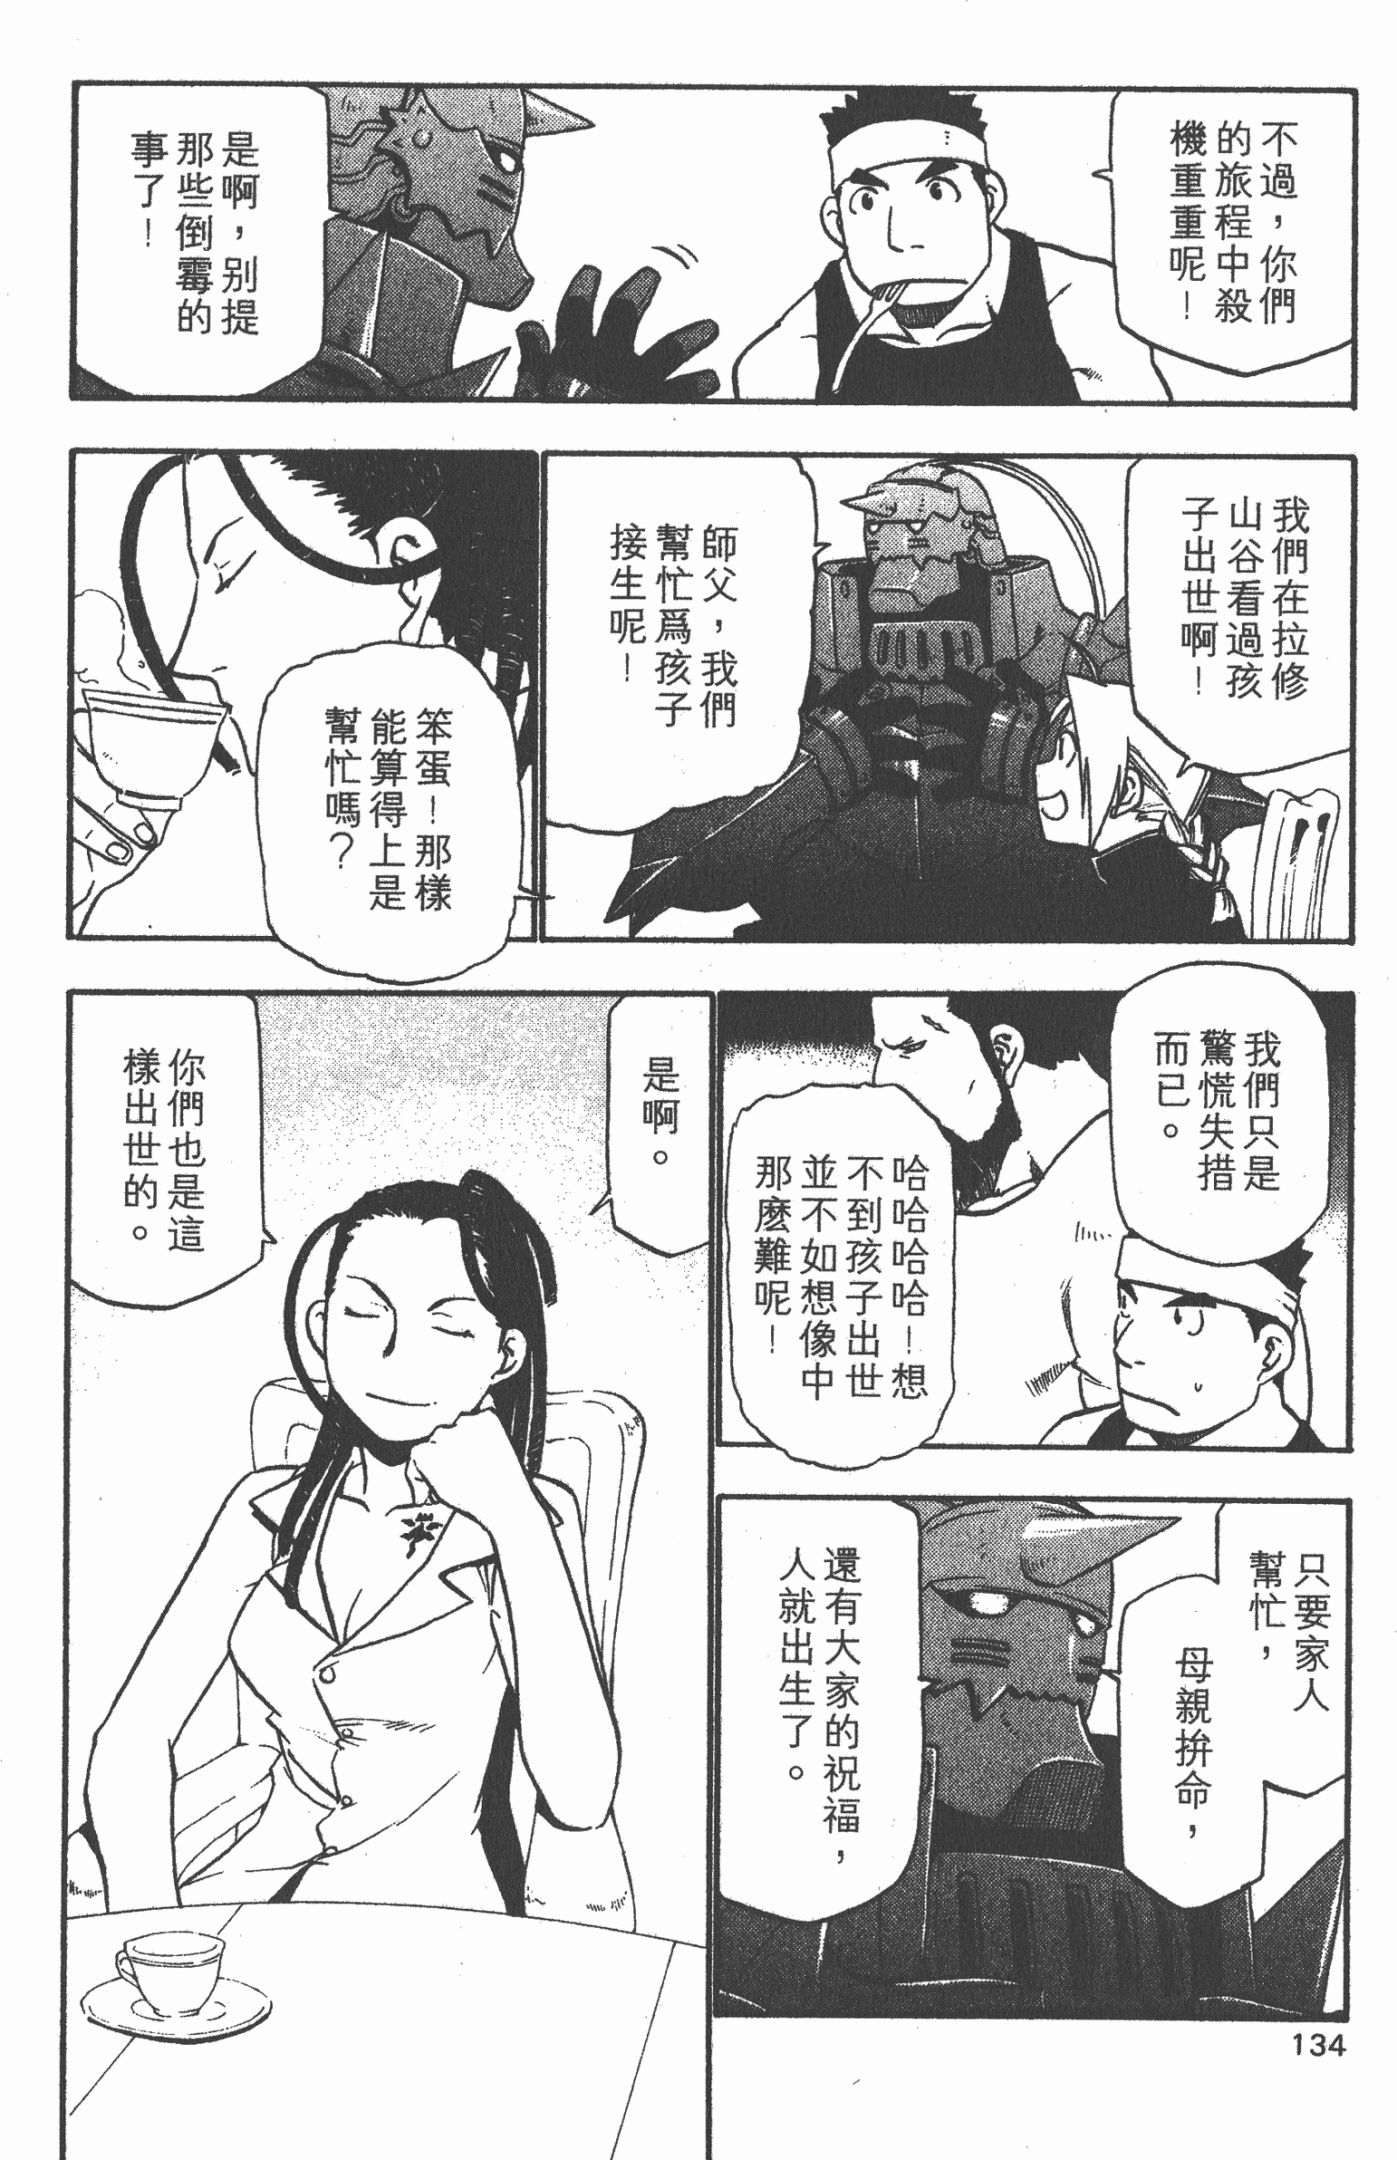 不過，你們
的旅程中殺
機重重呢！
是啊，別提
那些倒霉的
事了！
我們在拉修
山谷看過孩
子出世啊！
師父，我們
幫忙爲孩子
接生呢！
笨蛋！那樣
能算得上是
幫忙嗎？
我們只是
驚慌失措
而已。
哈哈哈哈！想
不到孩子出世
並不如想像中
那麼難呢！
只要家人
幫忙，
母親拚命，
還有大家的祝福，
人就出生了。
是啊。
你們也是這
樣出世的。
134